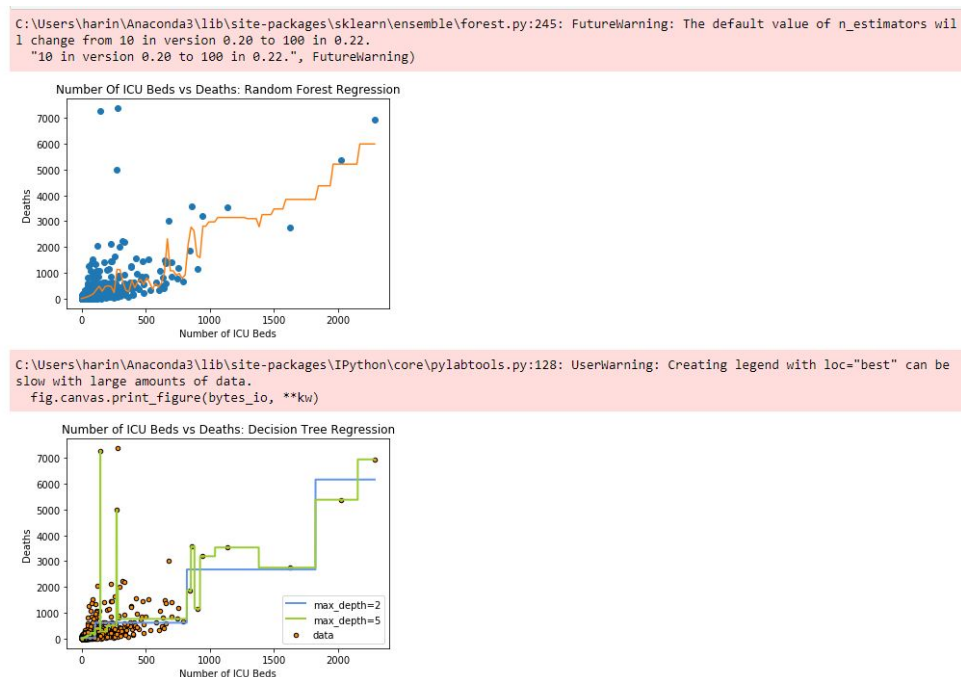 C:\Users\harin\Anaconda3\lib\site-packages\sklearn\ensemble\forest.py:245: FutureWarning: The default value of n_estimators wil
l change from 10 in version 0.20 to 100 in 0.22.
"10 in version 0.20 to 100 in 0.22.", FutureWarning)
Number Of ICU Beds vs Deaths: Random Forest Regression
7000
6000
5000
4000
3000
2000
1000
0
Deaths
0 500 1000 1500 2000
Number of ICU Beds
C:\Users\harin\Anaconda3\lib\site-packages\IPython\core\pylabtools.py:128: UserWarning: Creating legend with loc="best" can be
slow with large amounts of data.
fig.canvas.print_figure(bytes_io, **kw)
Number of ICU Beds vs Deaths: Decision Tree Regression
7000
6000
5000
4000
3000
2000
1000
0
Deaths
max_depth=2
max_depth=5
data
0 500 1000 1500 2000
Number of ICU Beds